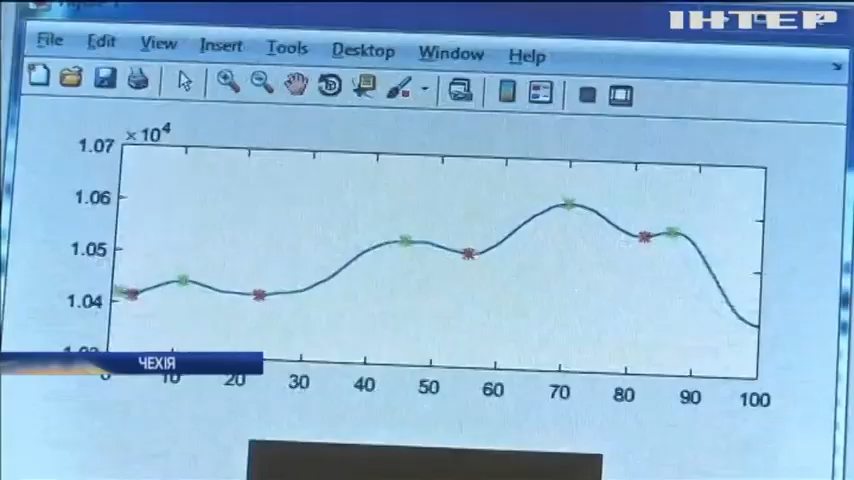 ІНТЕР
File Edit View Insert Tools Desktop Window Help
×10⁴
1.07
1.06
1.05
1.04
ЧЕХІЯ
0 10 20 30 40 50 60 70 80 90 100